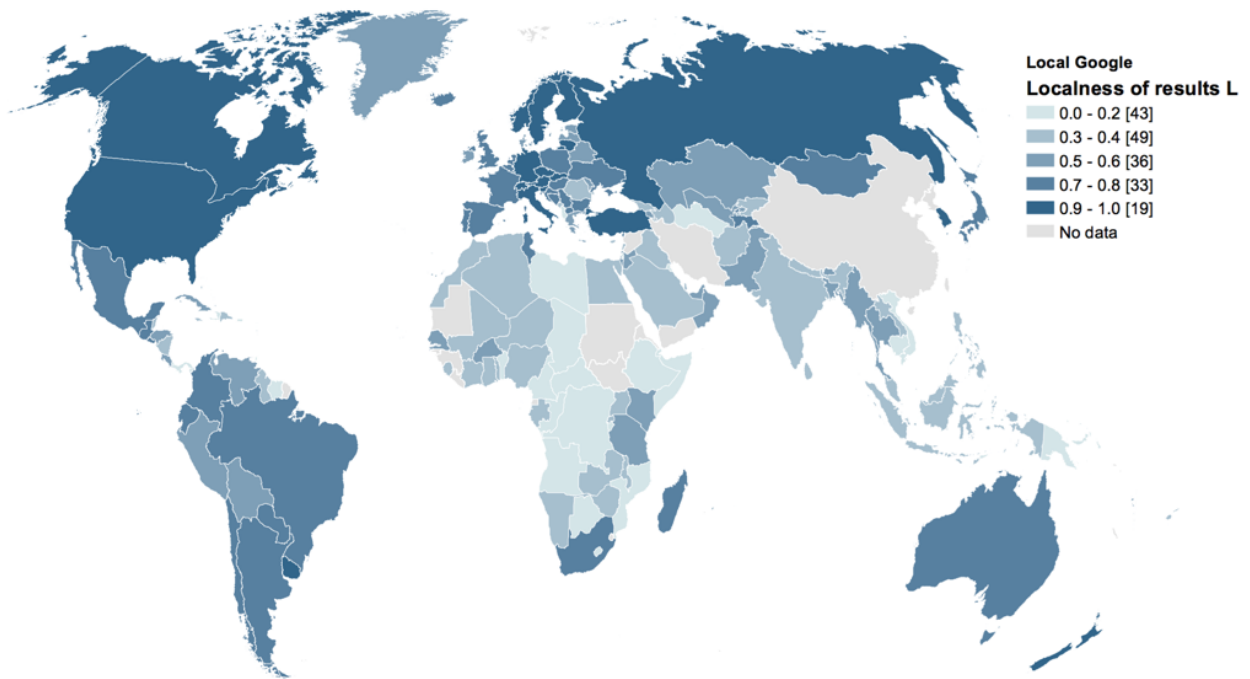 Local Google
Localness of results L
0.0 - 0.2 [43]
0.3 - 0.4 [49]
0.5 - 0.6 [36]
0.7 - 0.8 [33]
0.9 - 1.0 [19]
No data